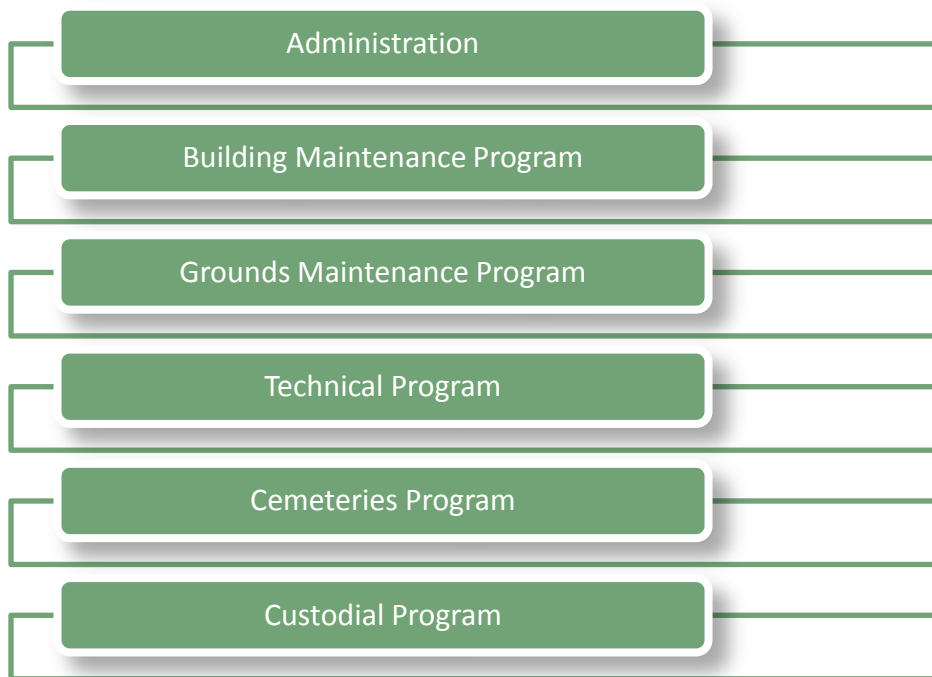 Administration
Building Maintenance Program
Grounds Maintenance Program
Technical Program
Cemeteries Program
Custodial Program